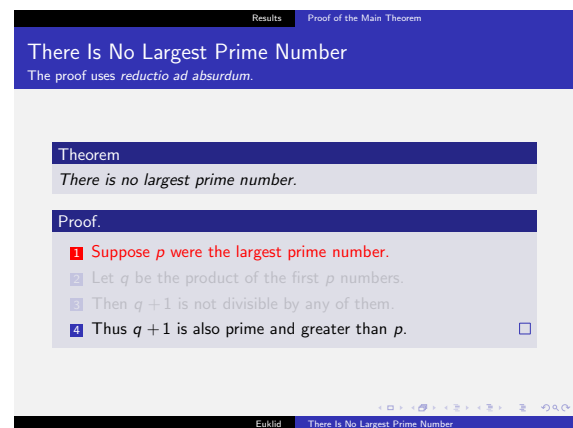 Results Proof of the Main Theorem
There Is No Largest Prime Number
The proof uses reductio ad absurdum.
Theorem
There is no largest prime number.
Proof.
1 Suppose p were the largest prime number.
2 Let q be the product of the first p numbers.
3 Then q + 1 is not divisible by any of them.
4 Thus q + 1 is also prime and greater than p. □
Euklid There Is No Largest Prime Number